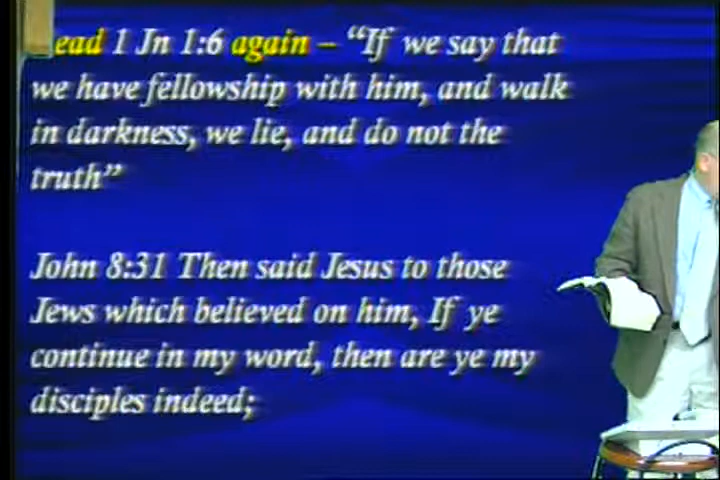 ead 1 Jn 1:6 again – “If we say that
we have fellowship with him, and walk
in darkness, we lie, and do not the
truth”
John 8:31 Then said Jesus to those
Jews which believed on him, If ye
continue in my word, then are ye my
disciples indeed;